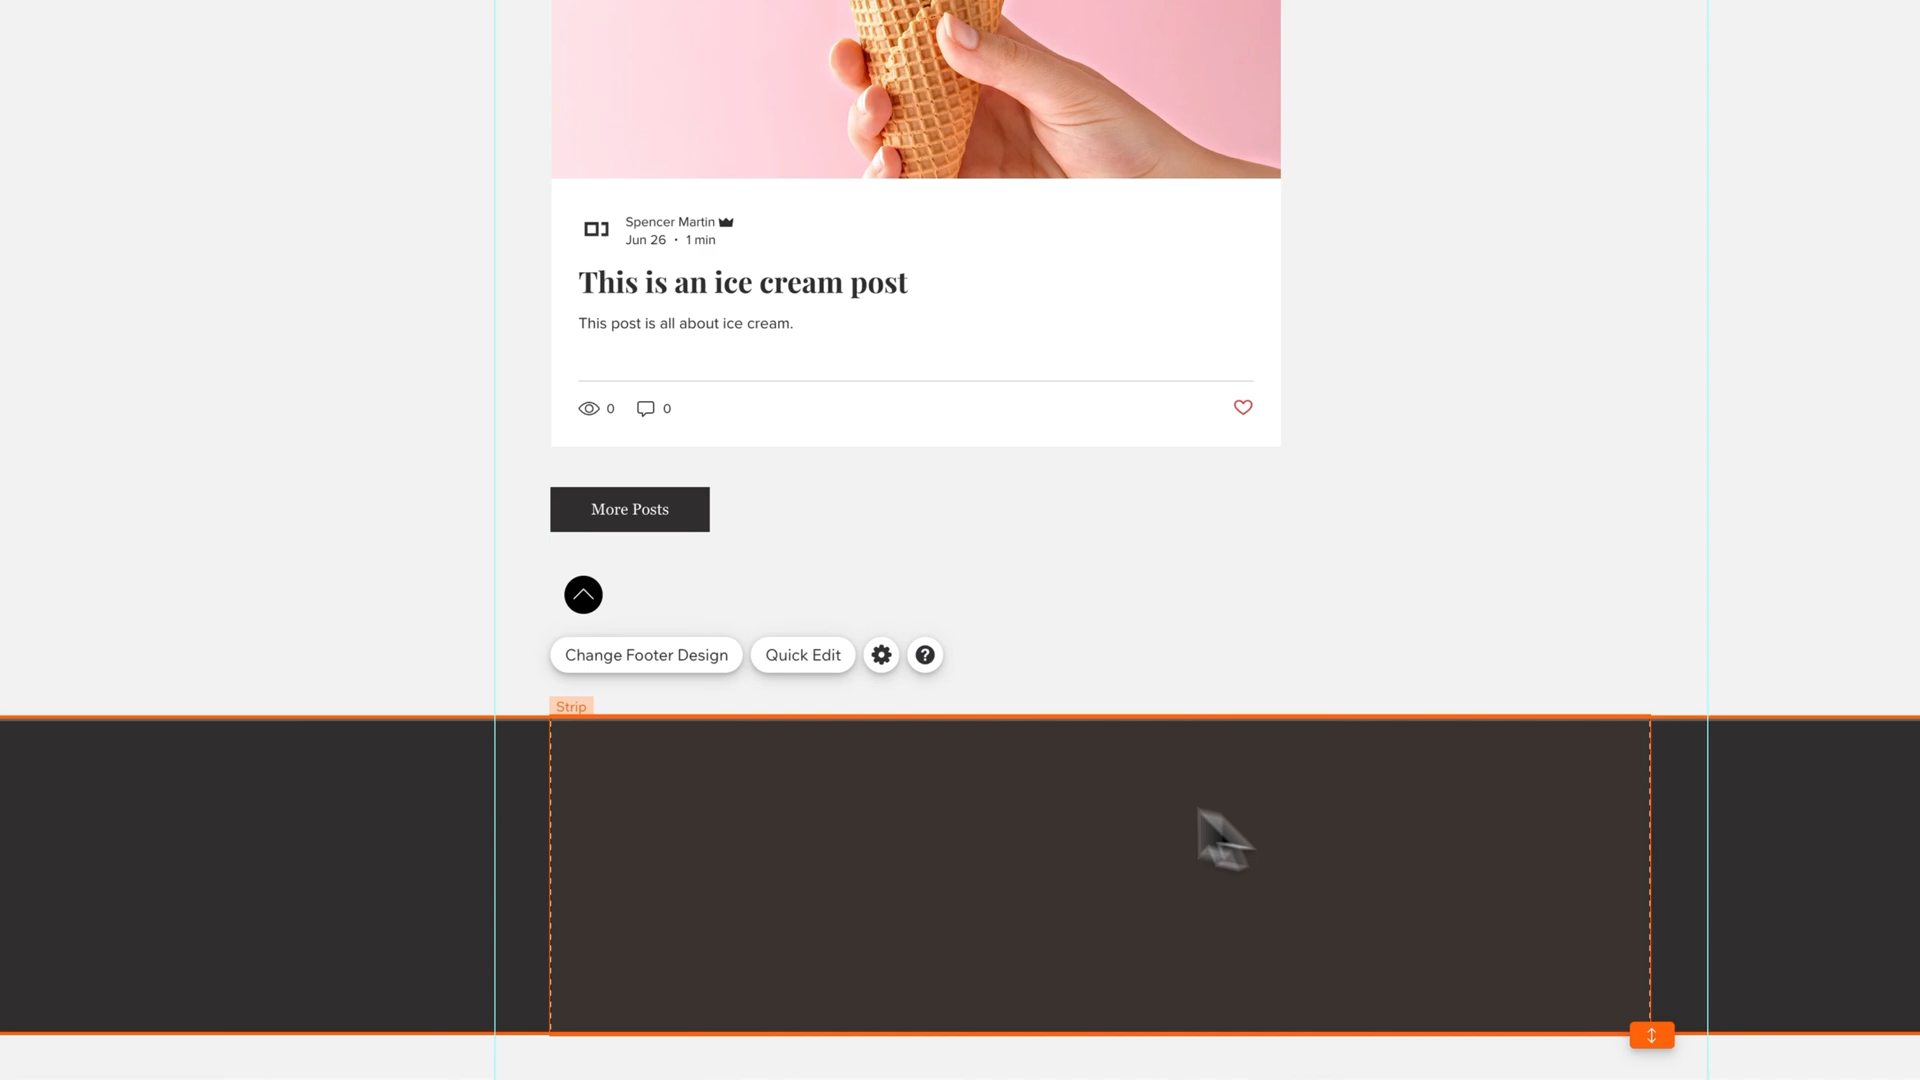 Spencer Martin
Jun 26 · 1 min
This is an ice cream post
This post is all about ice cream.
0 0
More Posts
Change Footer Design Quick Edit ?
Strip